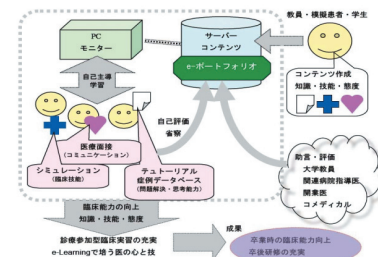 教員・模擬患者・学生
PC
モニター
サーバー
コンテンツ
e-ポートフォリオ
自己主導
学習
コンテンツ作成
知識・技能・態度
自己評価
省察
医療面接
(コミュニケーション)
シミュレーション
(臨床技能)
テュトーリアル
症例データベース
(問題解決・思考能力)
助言・評価
大学教員
関連病院指導医
開業医
コメディカル
臨床能力の向上
知識・技能・態度
成果
診療参加型臨床実習の充実
e-Learningで培う医の心と技
卒業時の臨床能力向上
卒後研修の充実